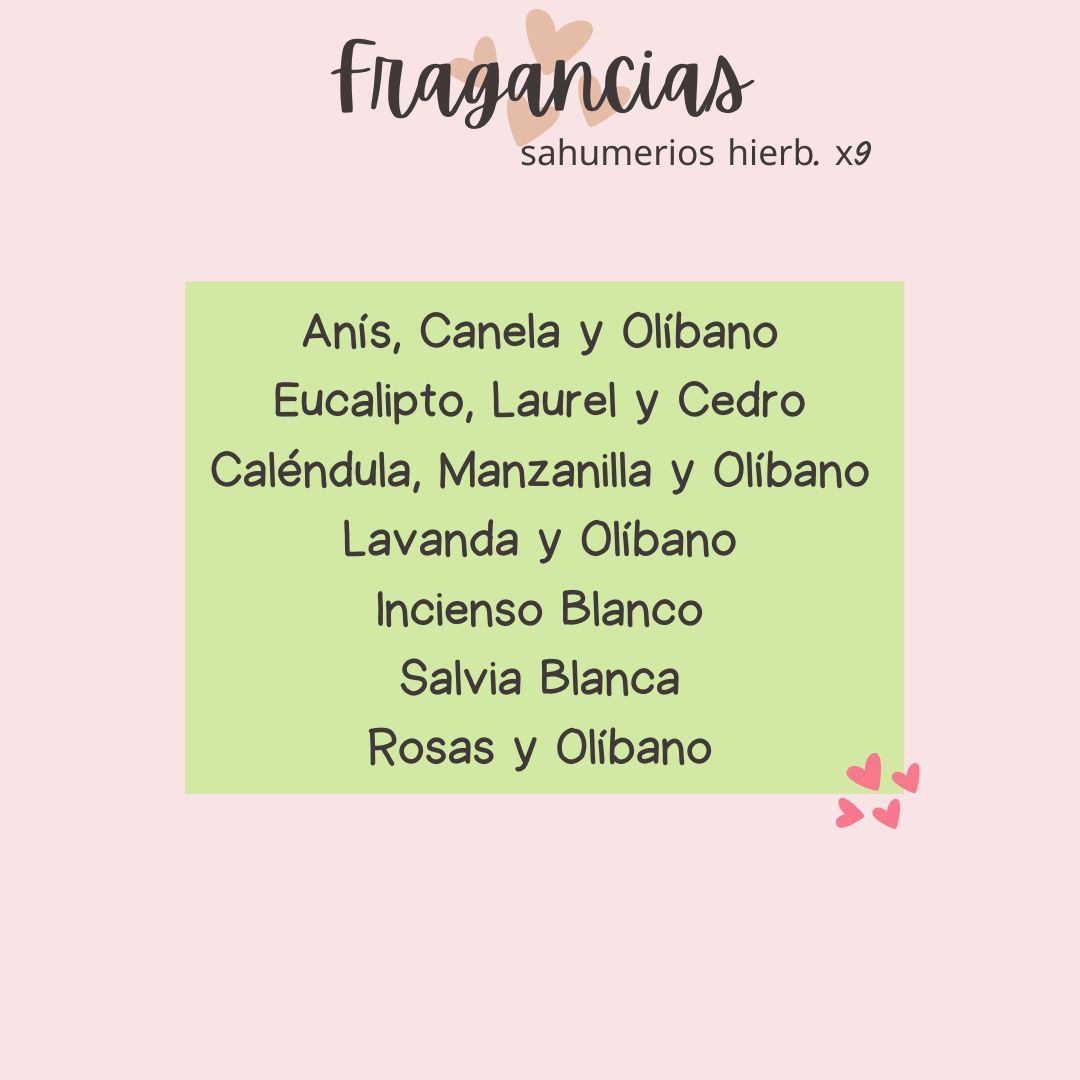 Fragancias
sahumerios hierb. x9
Anís, Canela y Olíbano
Eucalipto, Laurel y Cedro
Caléndula, Manzanilla y Olíbano
Lavanda y Olíbano
Incienso Blanco
Salvia Blanca
Rosas y Olíbano